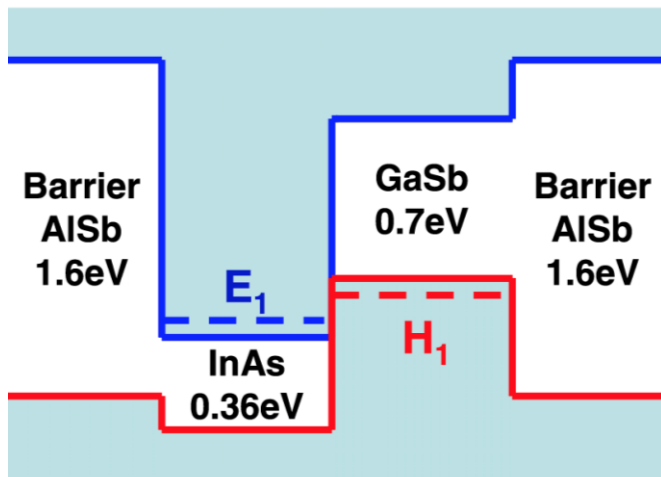 Barrier
AlSb
1.6eV
E₁
InAs
0.36eV
GaSb
0.7eV
H₁
Barrier
AlSb
1.6eV